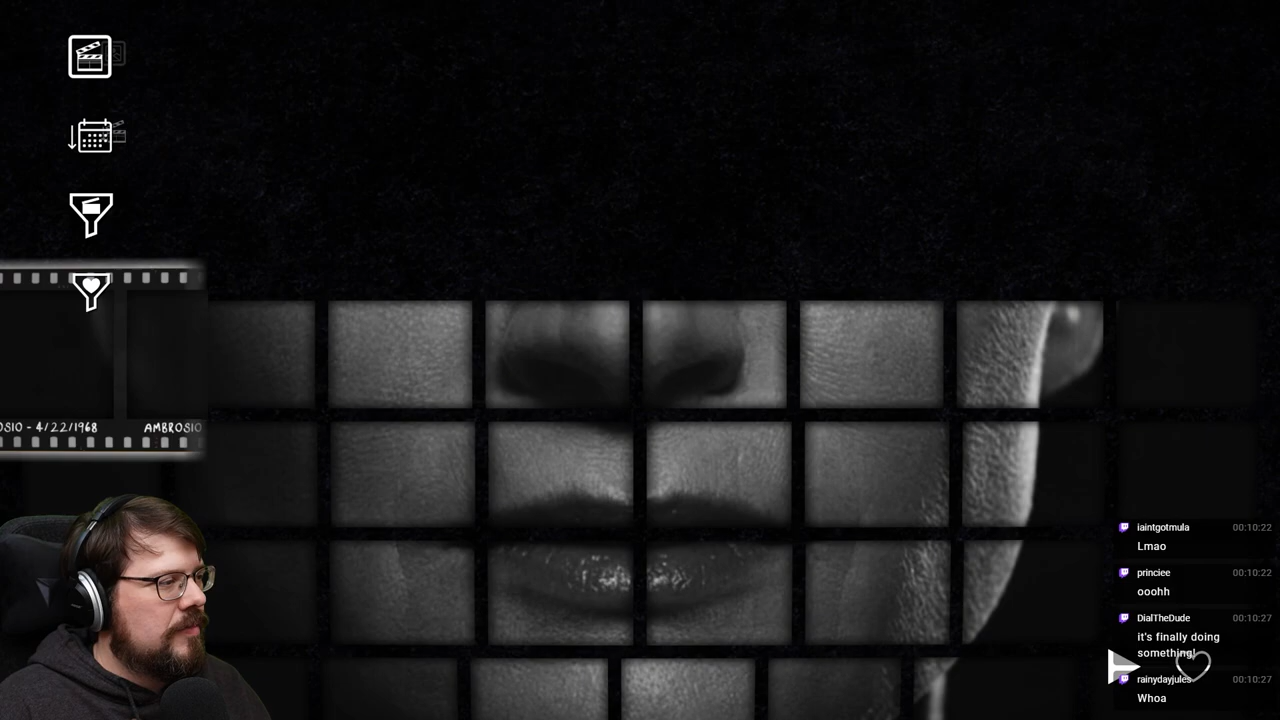 OSIO - 4/22/1968
AMBROSIO
iaintgotmula 00:10:22
Lmao
princiee 00:10:22
ooohh
DialTheDude 00:10:27
it's finally doing
something!
rainydayjules 00:10:27
Whoa